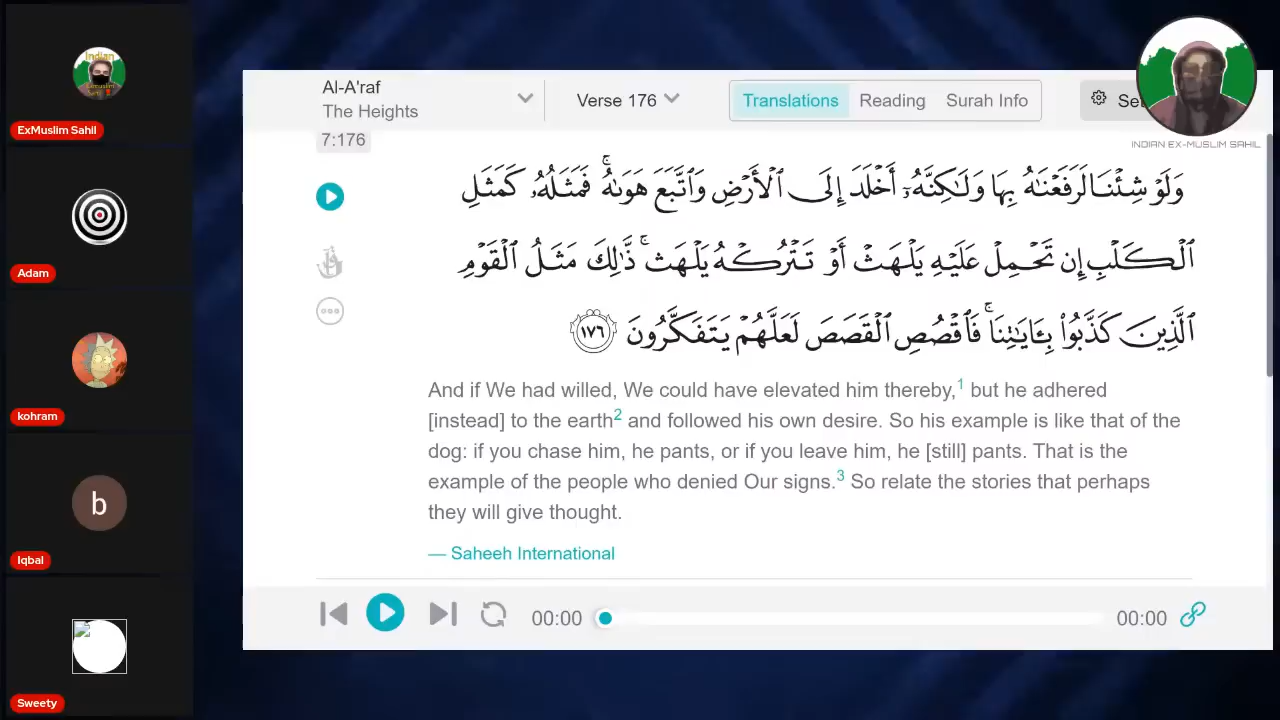 Indian
ExMuslim Sahil
Adam
kohram
b
Iqbal
Sweety
Al-A'raf
The Heights
Verse 176
Translations
Reading
Surah Info
Se
INDIAN EX-MUSLIM SAHIL
7:176
وَلَوْ شِئْنَا لَرَفَعْنَـٰهُ بِهَا وَلَـٰكِنَّهُۥٓ أَخْلَدَ إِلَى ٱلْأَرْضِ وَٱتَّبَعَ هَوَىٰهُ ۚ فَمَثَلُهُۥ كَمَثَلِ
ٱلْكَلْبِ إِن تَحْمِلْ عَلَيْهِ يَلْهَثْ أَوْ تَتْرُكْهُ يَلْهَث ۚ ذَّٰلِكَ مَثَلُ ٱلْقَوْمِ
ٱلَّذِينَ كَذَّبُوا۟ بِـَٔايَـٰتِنَا ۚ فَٱقْصُصِ ٱلْقَصَصَ لَعَلَّهُمْ يَتَفَكَّرُونَ ١٧٦
And if We had willed, We could have elevated him thereby,1 but he adhered
[instead] to the earth2 and followed his own desire. So his example is like that of the
dog: if you chase him, he pants, or if you leave him, he [still] pants. That is the
example of the people who denied Our signs.3 So relate the stories that perhaps
they will give thought.
— Saheeh International
00:00
00:00